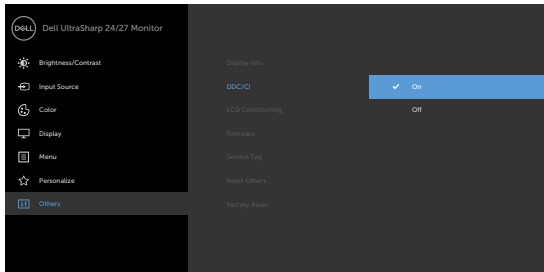 DELL Dell UltraSharp 24/27 Monitor
Brightness/Contrast
Input Source
Color
Display
Menu
Personalize
Others
Display Info
DDC/CI
LCD Conditioning
Firmware
Service Tag
Reset Others
Factory Reset
On
Off